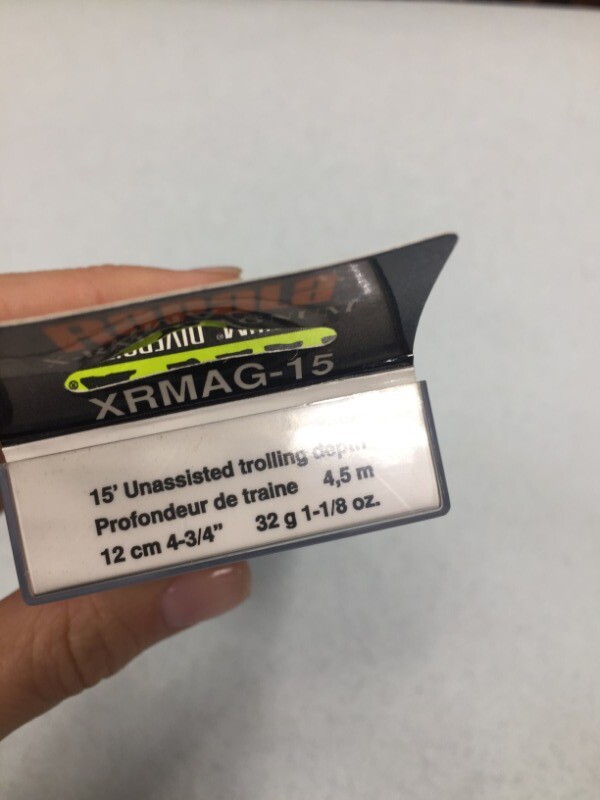 Rapala
®
XRMAG-15
15' Unassisted trolling depth
Profondeur de traine 4,5 m
12 cm 4-3/4" 32 g 1-1/8 oz.